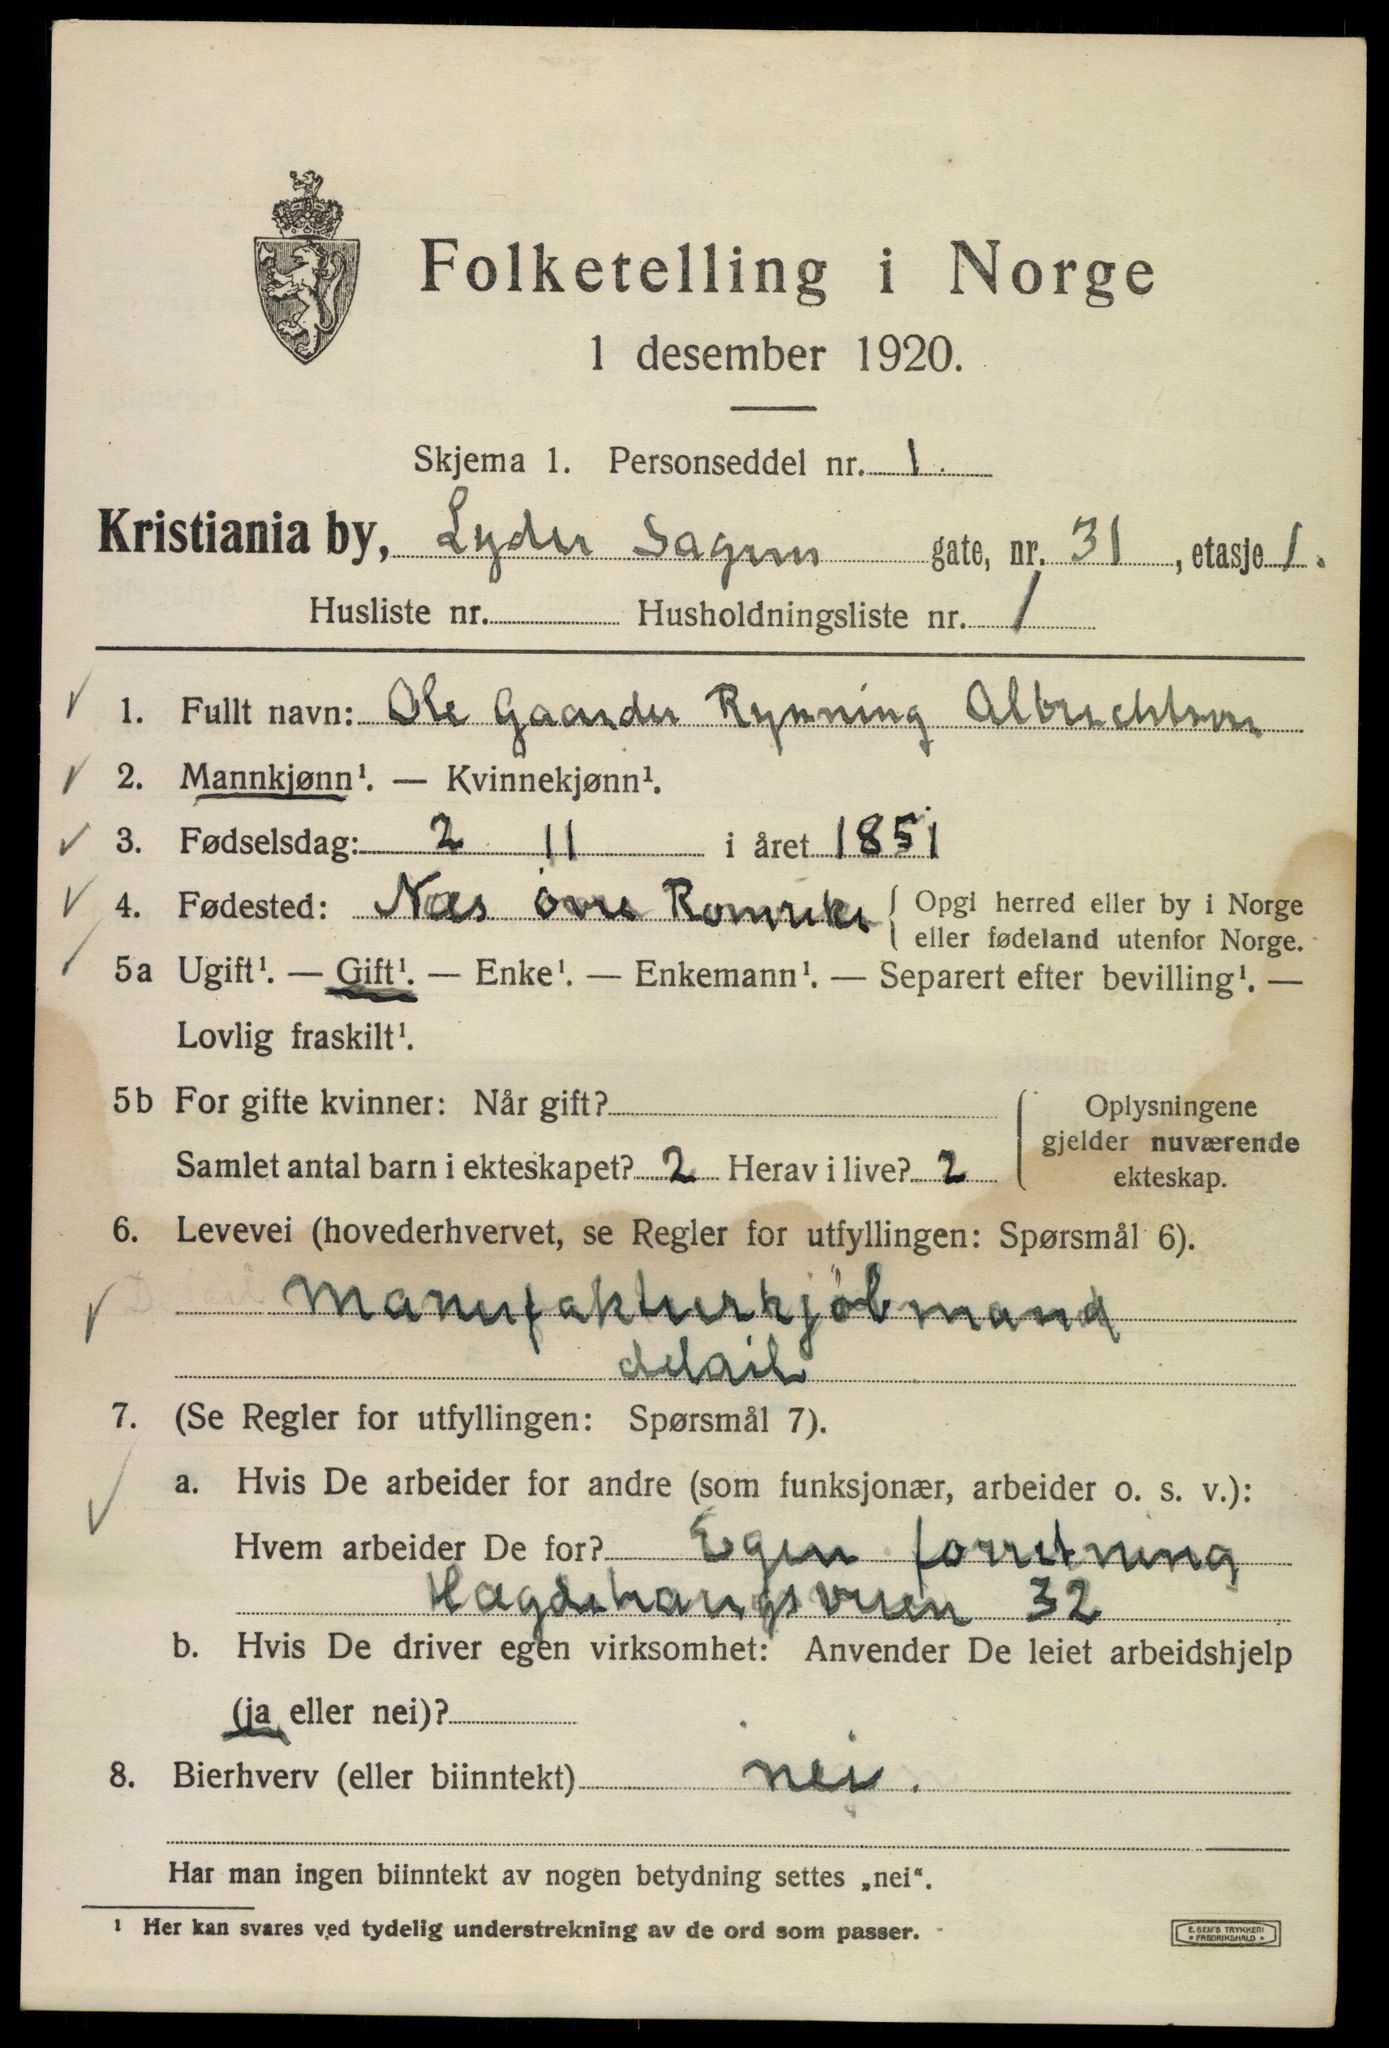 Folketelling i Norge
1 desember 1920.
Skjema 1. Personseddel nr. 1.
Kristiania by, Lyder Sagens gate, nr. 31, etasje 1.
Husliste nr. Husholdningsliste nr. 1
1. Fullt navn: Ole Gaarder Rynning Albrechtsen
2. Mannkjønn¹. — Kvinnekjønn¹.
3. Fødselsdag: 2 11 i året 1851
4. Fødested: Næs övre Romrike { Opgi herred eller by i Norge
eller fødeland utenfor Norge.
5a Ugift¹. — Gift¹. — Enke¹. — Enkemann¹. — Separert efter bevilling¹. —
Lovlig fraskilt¹.
5b For gifte kvinner: Når gift? { Oplysningene
gjelder nuværende
ekteskap.
Samlet antal barn i ekteskapet? 2 Herav i live? 2
6. Levevei (hovederhvervet, se Regler for utfyllingen: Spørsmål 6).
Manufakturkjöbmand
detail
7. (Se Regler for utfyllingen: Spørsmål 7).
a. Hvis De arbeider for andre (som funksjonær, arbeider o. s. v.):
Hvem arbeider De for? Egen forretning
Hægdehaugsveien 32
b. Hvis De driver egen virksomhet: Anvender De leiet arbeidshjelp
(ja eller nei)?
8. Bierhverv (eller biinntekt) nei.
Har man ingen biinntekt av nogen betydning settes „nei“.
¹ Her kan svares ved tydelig understrekning av de ord som passer.
E. SEM'S TRYKKERI
* FREDRIKSHALD *